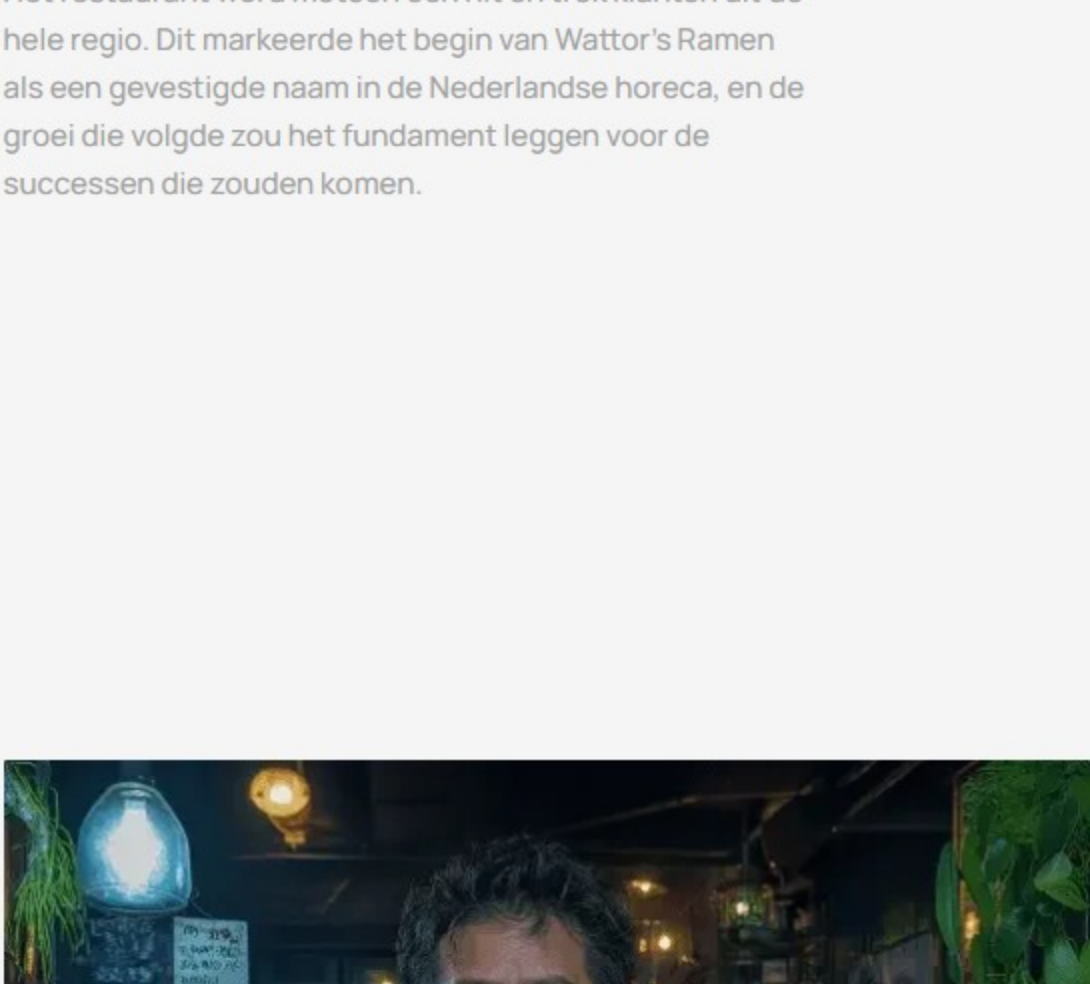 hele regio. Dit markeerde het begin van Wattor's Ramen
als een gevestigde naam in de Nederlandse horeca, en de
groei die volgde zou het fundament leggen voor de
successen die zouden komen.